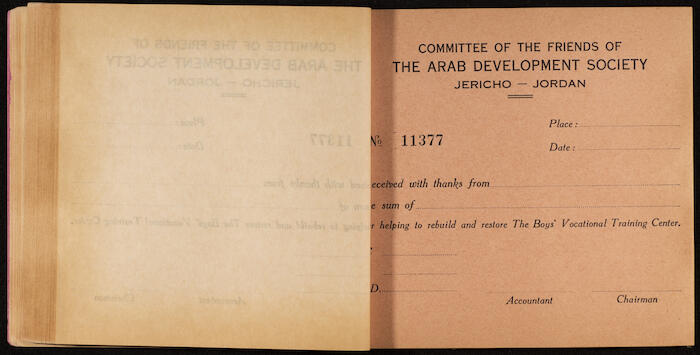 COMMITTEE OF THE FRIENDS OF
THE ARAB DEVELOPMENT SOCIETY
JERICHO — JORDAN
Place:
№ 11377
Date:
eceived with thanks from
e sum of
r helping to rebuild and restore The Boys' Vocational Training Center.
D.
Accountant Chairman